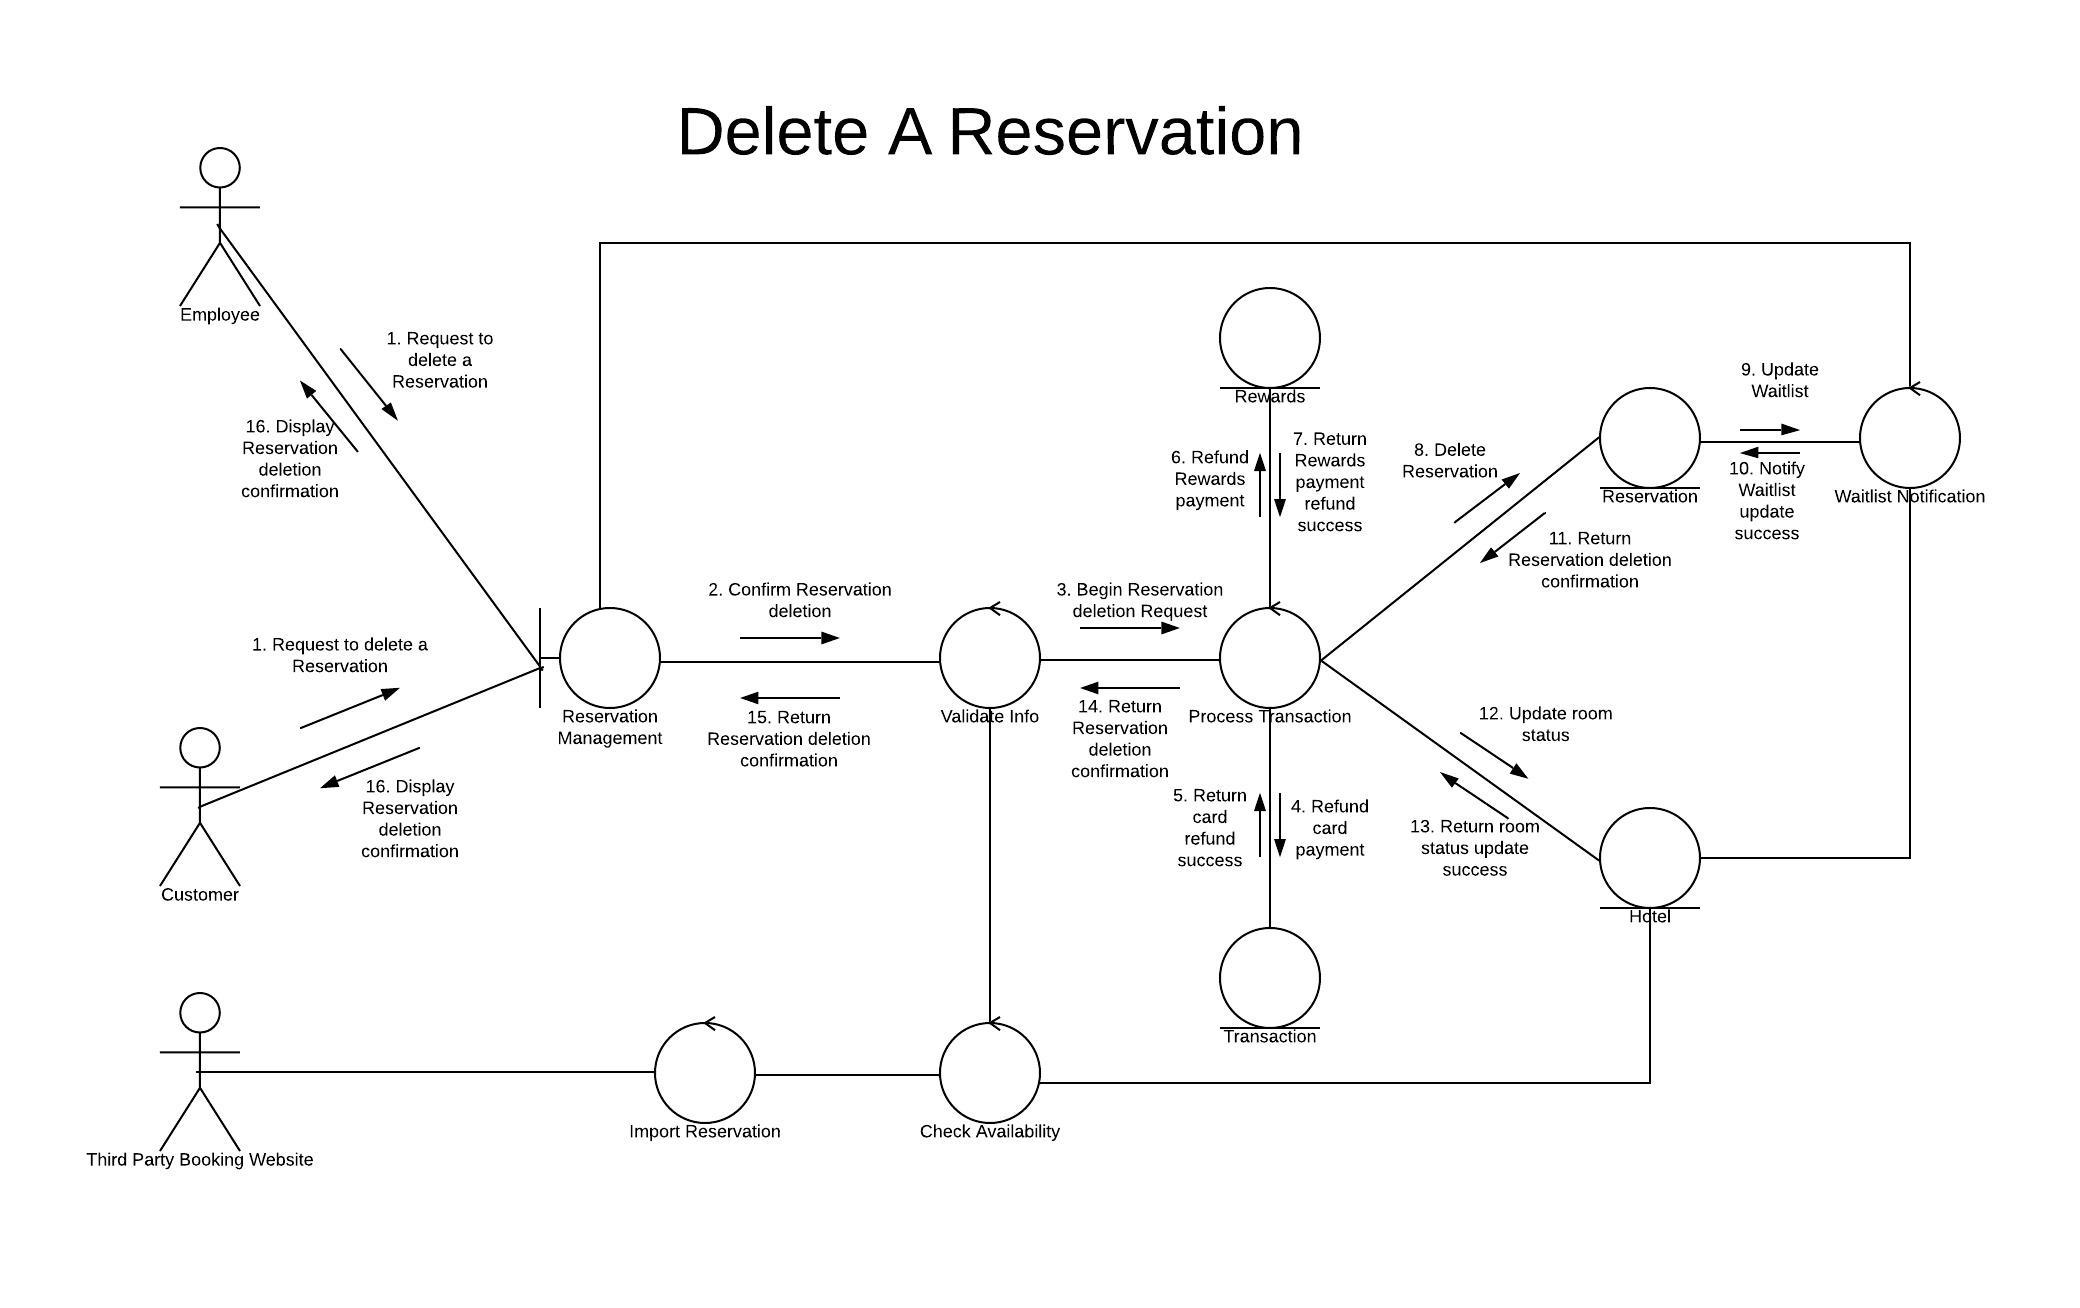 Delete A Reservation
Employee
1. Request to
delete a
Reservation
16. Display
Reservation
deletion
confirmation
Rewards
6. Refund
Rewards
payment
7. Return
Rewards
payment
refund
success
8. Delete
Reservation
9. Update
Waitlist
Reservation
10. Notify
Waitlist
update
success
Waitlist Notification
11. Return
Reservation deletion
confirmation
1. Request to delete a
Reservation
2. Confirm Reservation
deletion
3. Begin Reservation
deletion Request
Reservation
Management
15. Return
Reservation deletion
confirmation
Validate Info
14. Return
Reservation
deletion
confirmation
Process Transaction
12. Update room
status
16. Display
Reservation
deletion
confirmation
Customer
5. Return
card
refund
success
4. Refund
card
payment
13. Return room
status update
success
Hotel
Transaction
Import Reservation
Check Availability
Third Party Booking Website